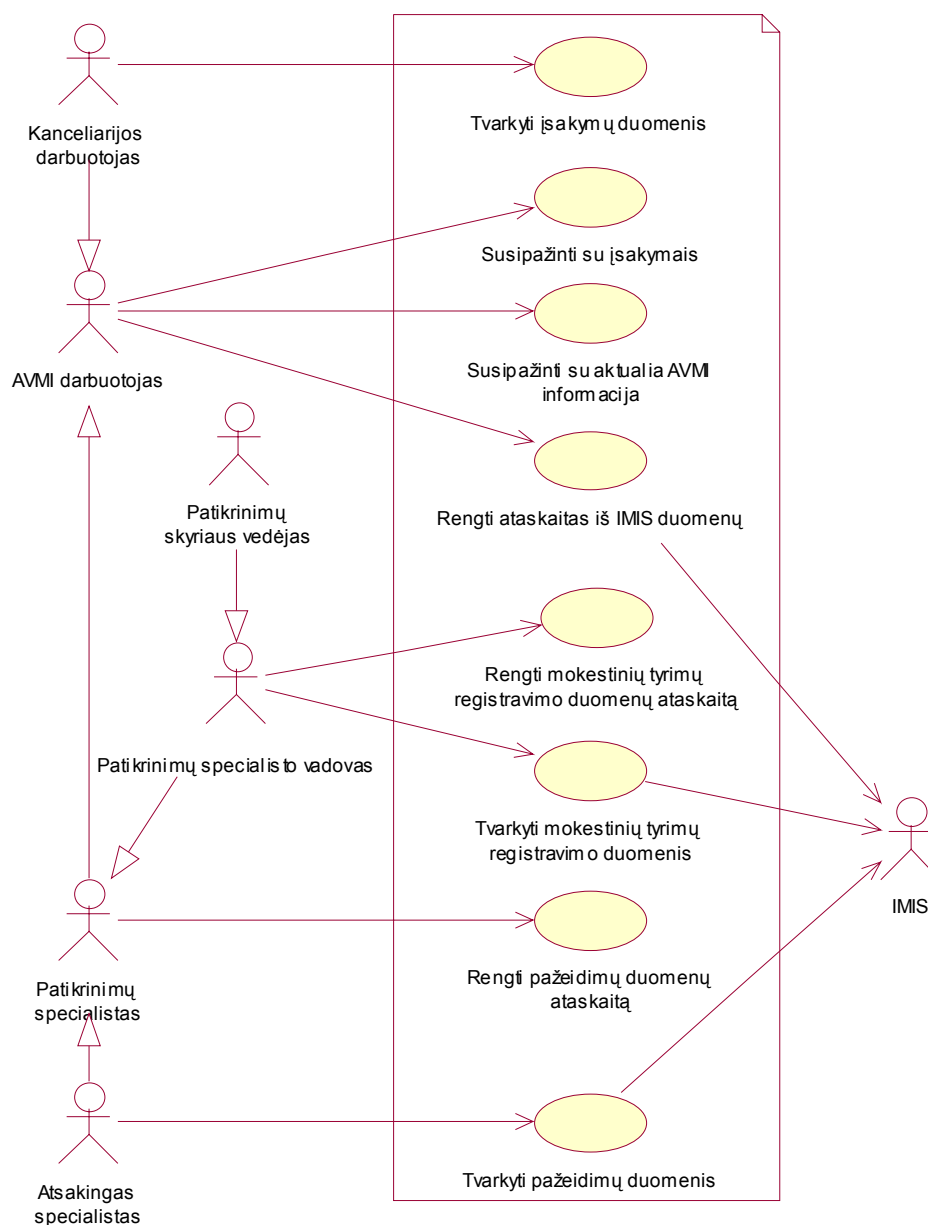 Kanceliarijos
darbuotojas
Tvarkyti įsakymų duomenis
Susipažinti su įsakymais
AVMI darbuotojas
Susipažinti su aktualia AVMI
informacija
Patikrinimų
skyriaus vedėjas
Rengti ataskaitas iš IMIS duomenų
Rengti mokestinių tyrimų
registravimo duomenų ataskaitą
Patikrinimų specialisto vadovas
Tvarkyti mokestinių tyrimų
registravimo duomenis
IMIS
Patikrinimų
specialistas
Rengti pažeidimų duomenų
ataskaitą
Tvarkyti pažeidimų duomenis
Atsakingas
specialistas